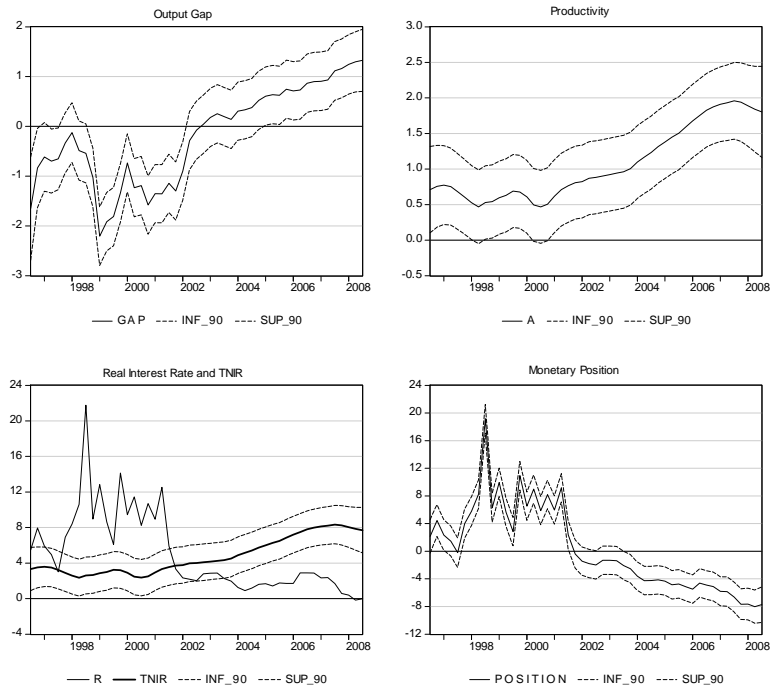 Output Gap
2
1
0
-1
-2
-3
1998 2000 2002 2004 2006 2008
GAP INF_90 SUP_90
Productivity
3.0
2.5
2.0
1.5
1.0
0.5
0.0
-0.5
1998 2000 2002 2004 2006 2008
A INF_90 SUP_90
Real Interest Rate and TNIR
24
20
16
12
8
4
0
-4
1998 2000 2002 2004 2006 2008
R TNIR INF_90 SUP_90
Monetary Position
24
20
16
12
8
4
0
-4
-8
-12
1998 2000 2002 2004 2006 2008
POSITION INF_90 SUP_90